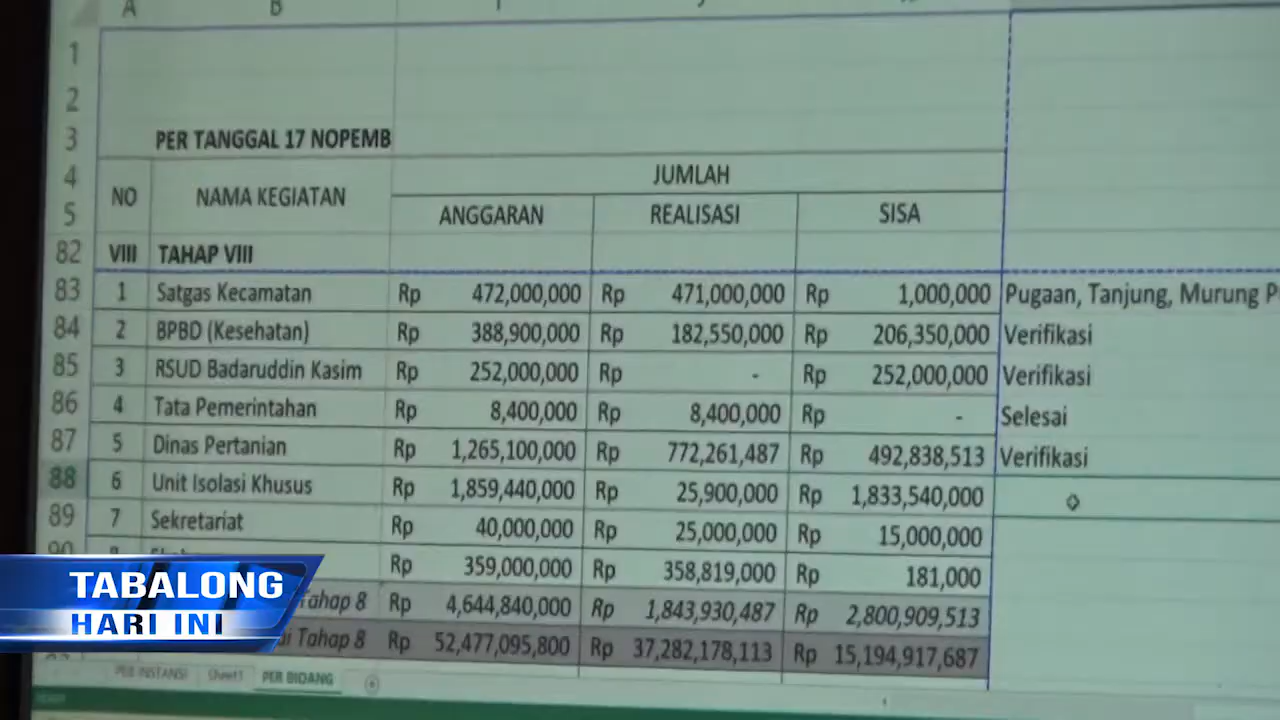 A B
1
2
3 PER TANGGAL 17 NOPEMB
4 JUMLAH
NO NAMA KEGIATAN
5 ANGGARAN REALISASI SISA
82 VIII TAHAP VIII
83 1 Satgas Kecamatan Rp 472,000,000 Rp 471,000,000 Rp 1,000,000 Pugaan, Tanjung, Murung P
84 2 BPBD (Kesehatan) Rp 388,900,000 Rp 182,550,000 Rp 206,350,000 Verifikasi
85 3 RSUD Badaruddin Kasim Rp 252,000,000 Rp - Rp 252,000,000 Verifikasi
86 4 Tata Pemerintahan Rp 8,400,000 Rp 8,400,000 Rp - Selesai
87 5 Dinas Pertanian Rp 1,265,100,000 Rp 772,261,487 Rp 492,838,513 Verifikasi
88 6 Unit Isolasi Khusus Rp 1,859,440,000 Rp 25,900,000 Rp 1,833,540,000
89 7 Sekretariat Rp 40,000,000 Rp 25,000,000 Rp 15,000,000
90 Rp 359,000,000 Rp 358,819,000 Rp 181,000
Tahap 8 Rp 4,644,840,000 Rp 1,843,930,487 Rp 2,800,909,513
Tahap 8 Rp 52,477,095,800 Rp 37,282,178,113 Rp 15,194,917,687
PER INSTANSI Sheet1 PER BIDANG
TABALONG
HARI INI